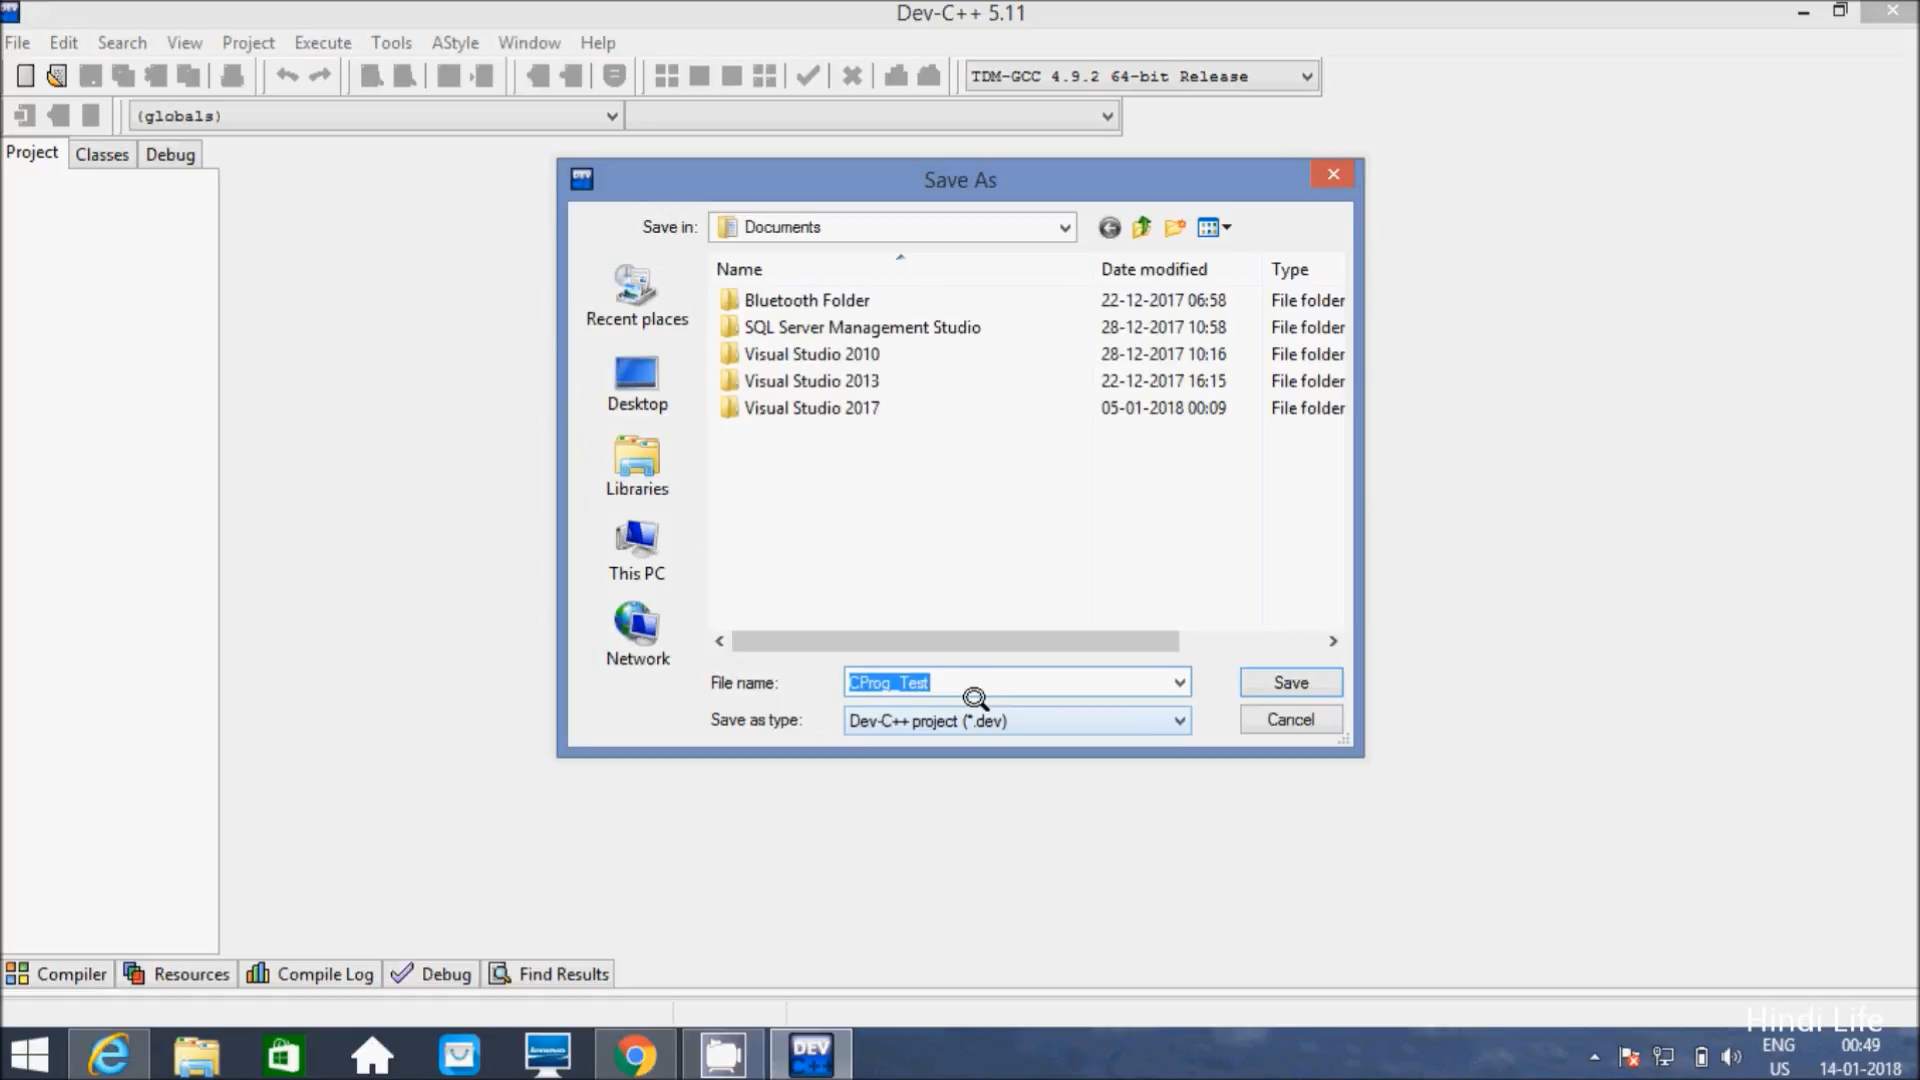 DEV
Dev-C++ 5.11
File Edit Search View Project Execute Tools AStyle Window Help
TDM-GCC 4.9.2 64-bit Release
(globals)
Project Classes Debug
DEV Save As
Save in: Documents
Name Date modified Type
Bluetooth Folder 22-12-2017 06:58 File folder
SQL Server Management Studio 28-12-2017 10:58 File folder
Visual Studio 2010 28-12-2017 10:16 File folder
Visual Studio 2013 22-12-2017 16:15 File folder
Visual Studio 2017 05-01-2018 00:09 File folder
Recent places
Desktop
Libraries
This PC
Network
File name: CProg_Test Save
Save as type: Dev-C++ project (*.dev) Cancel
Compiler Resources Compile Log Debug Find Results
Hindi Life
DEV C++
ENG 00:49
US 14-01-2018